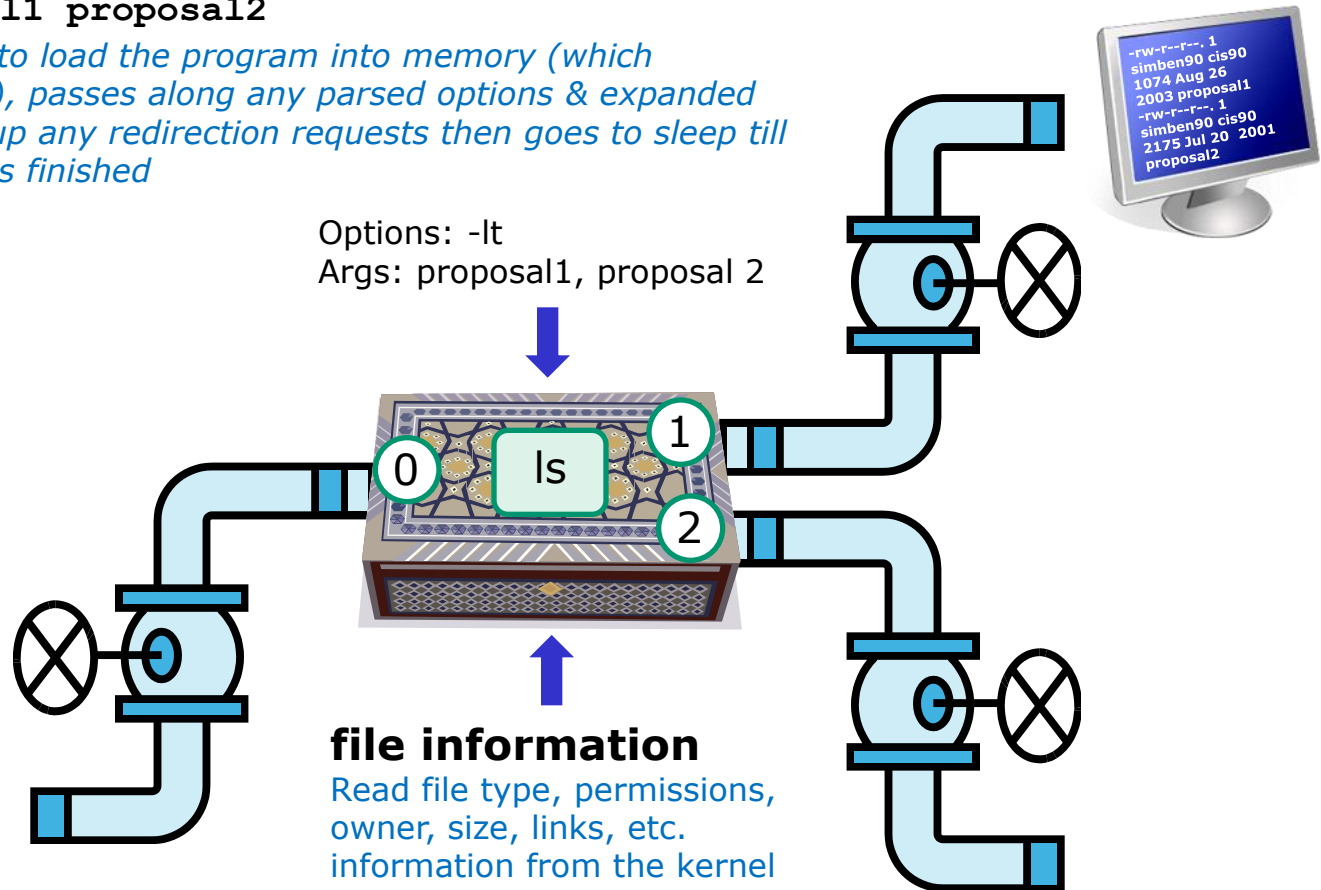 proposal2
to load the program into memory (which
, passes along any parsed options & expanded
up any redirection requests then goes to sleep till
s finished
-rw-r--r--. 1
simben90 cis90
1074 Aug 26
2003 proposal1
-rw-r--r--. 1
simben90 cis90
2175 Jul 20 2001
proposal2
Options: -lt
Args: proposal1, proposal 2
0
ls
1
2
file information
Read file type, permissions,
owner, size, links, etc.
information from the kernel